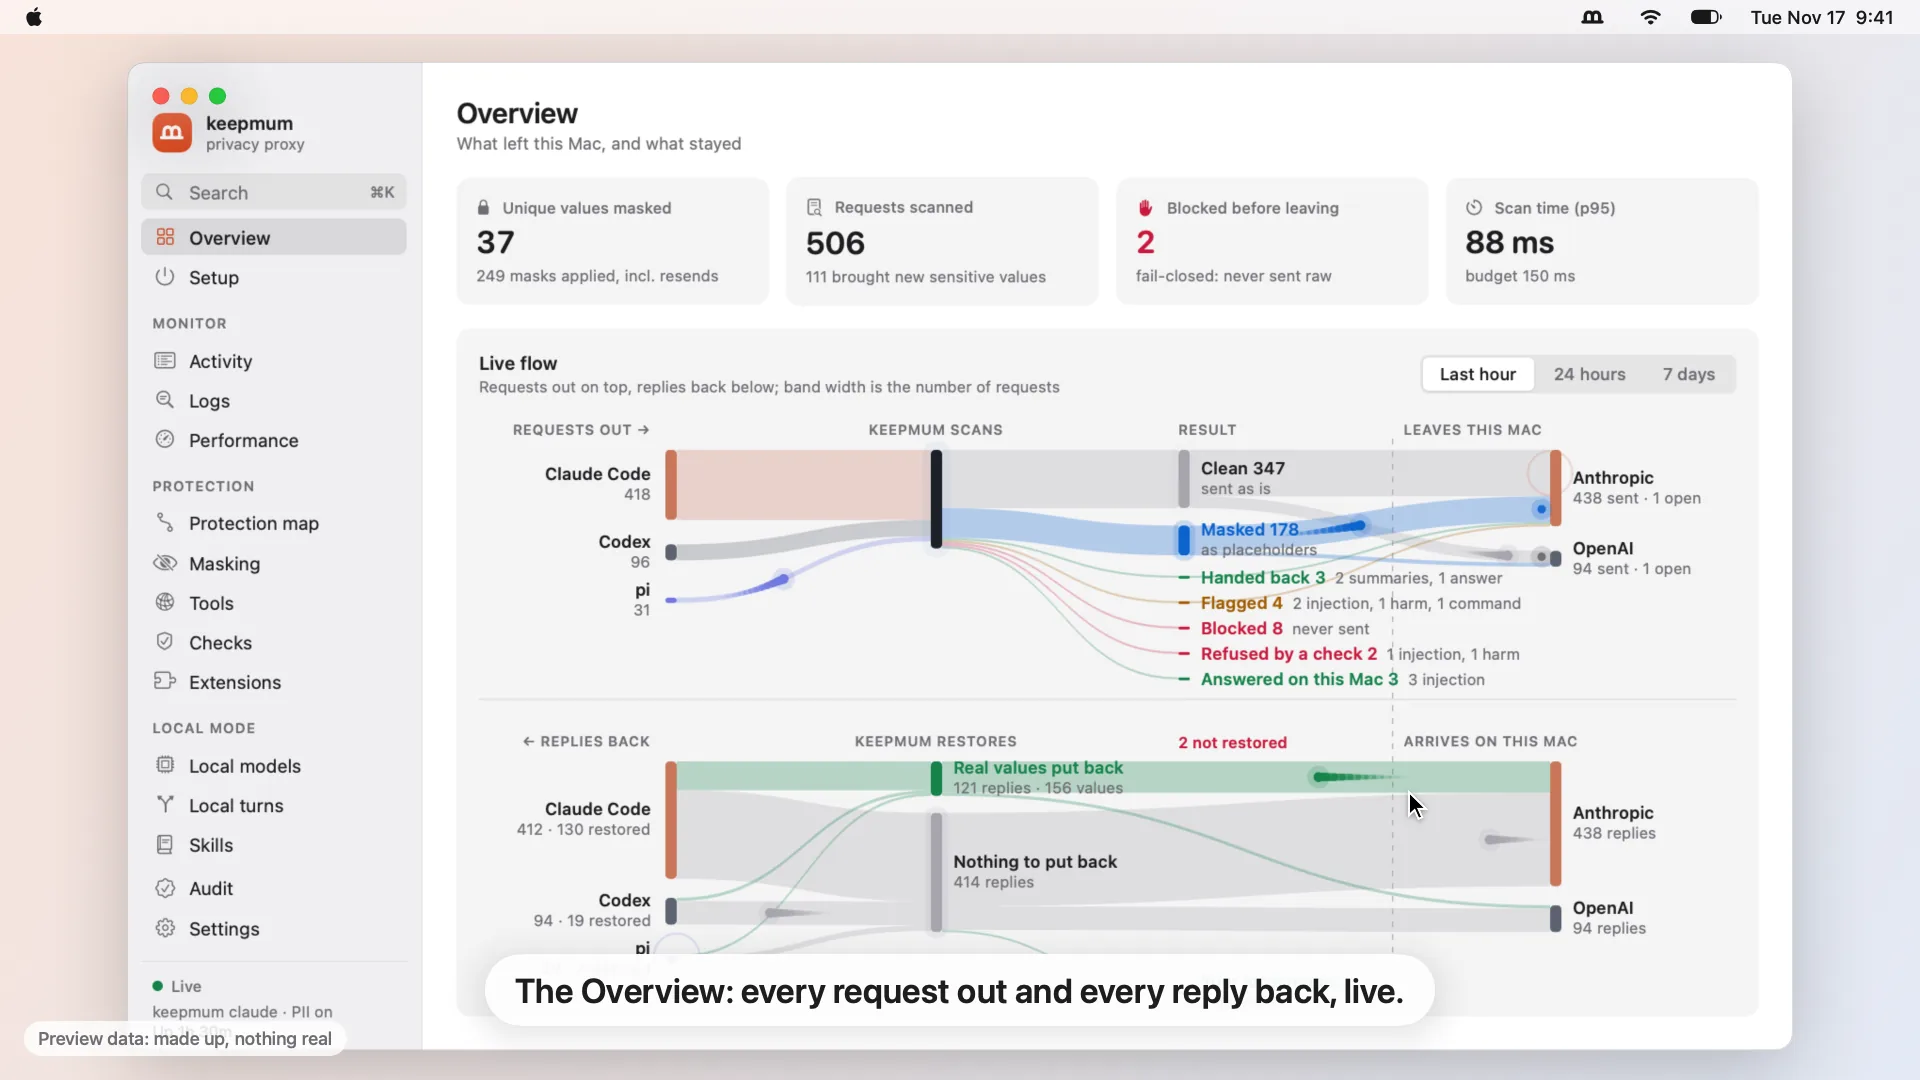 Tue Nov 17 9:41
keepmum
privacy proxy
Search ⌘K
Overview
Setup
MONITOR
Activity
Logs
Performance
PROTECTION
Protection map
Masking
Tools
Checks
Extensions
LOCAL MODE
Local models
Local turns
Skills
Audit
Settings
Live
keepmum claude · PII on
Up 1h 30m
Preview data: made up, nothing real
Overview
What left this Mac, and what stayed
Unique values masked
37
249 masks applied, incl. resends
Requests scanned
506
111 brought new sensitive values
Blocked before leaving
2
fail-closed: never sent raw
Scan time (p95)
88 ms
budget 150 ms
Live flow
Requests out on top, replies back below; band width is the number of requests
Last hour 24 hours 7 days
REQUESTS OUT → KEEPMUM SCANS RESULT LEAVES THIS MAC
Claude Code
418
Codex
96
pi
31
Clean 347
sent as is
Masked 178
as placeholders
Handed back 3 2 summaries, 1 answer
Flagged 4 2 injection, 1 harm, 1 command
Blocked 8 never sent
Refused by a check 2 1 injection, 1 harm
Answered on this Mac 3 3 injection
Anthropic
438 sent · 1 open
OpenAI
94 sent · 1 open
← REPLIES BACK KEEPMUM RESTORES 2 not restored ARRIVES ON THIS MAC
Claude Code
412 · 130 restored
Codex
94 · 19 restored
pi
Real values put back
121 replies · 156 values
Nothing to put back
414 replies
Anthropic
438 replies
OpenAI
94 replies
The Overview: every request out and every reply back, live.